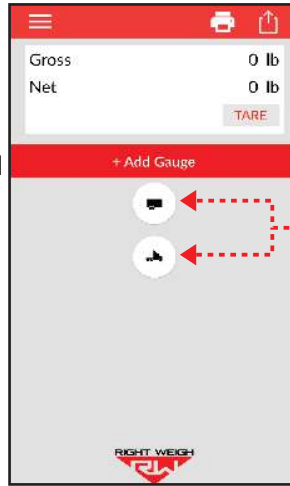 Gross 0 lb
Net 0 lb
TARE
+ Add Gauge
RIGHT WEIGH
RW